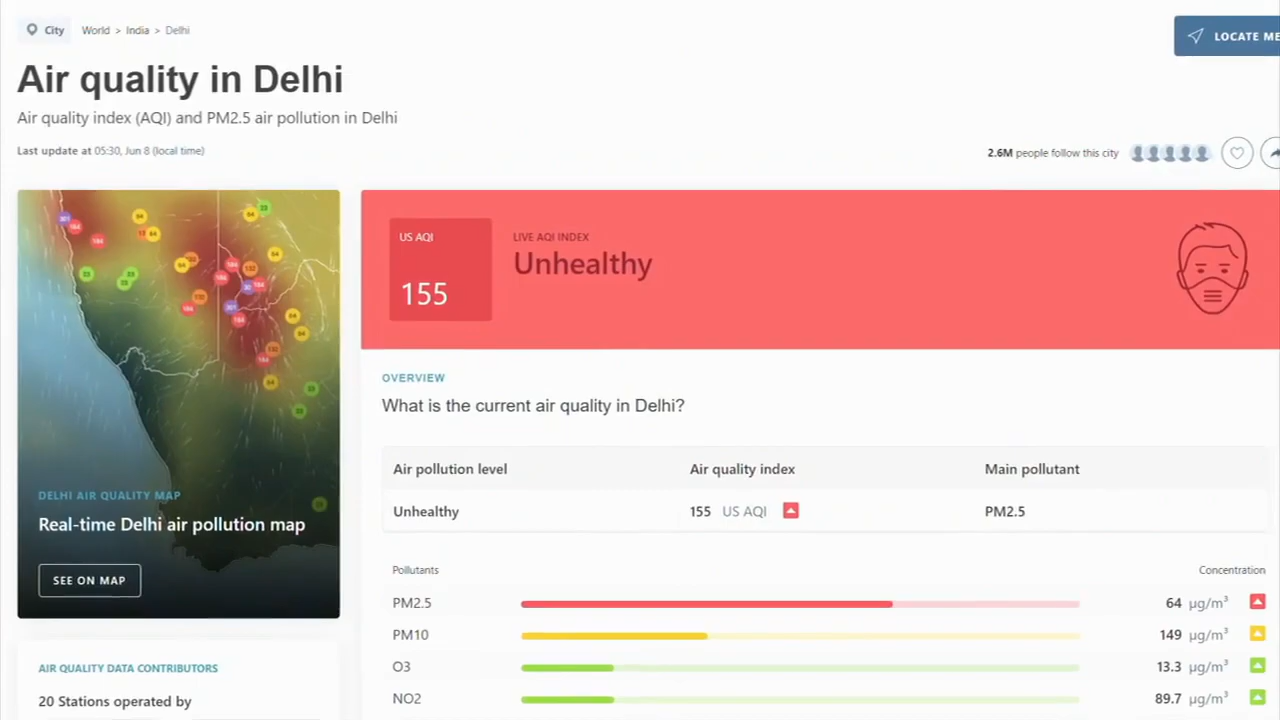 City World > India > Delhi
LOCATE ME
Air quality in Delhi
Air quality index (AQI) and PM2.5 air pollution in Delhi
Last update at 05:30, Jun 8 (local time)
2.6M people follow this city
US AQI
155
LIVE AQI INDEX
Unhealthy
DELHI AIR QUALITY MAP
Real-time Delhi air pollution map
SEE ON MAP
AIR QUALITY DATA CONTRIBUTORS
20 Stations operated by
OVERVIEW
What is the current air quality in Delhi?
Air pollution level Air quality index Main pollutant
Unhealthy 155 US AQI PM2.5
Pollutants Concentration
PM2.5 64 µg/m³
PM10 149 µg/m³
O3 13.3 µg/m³
NO2 89.7 µg/m³